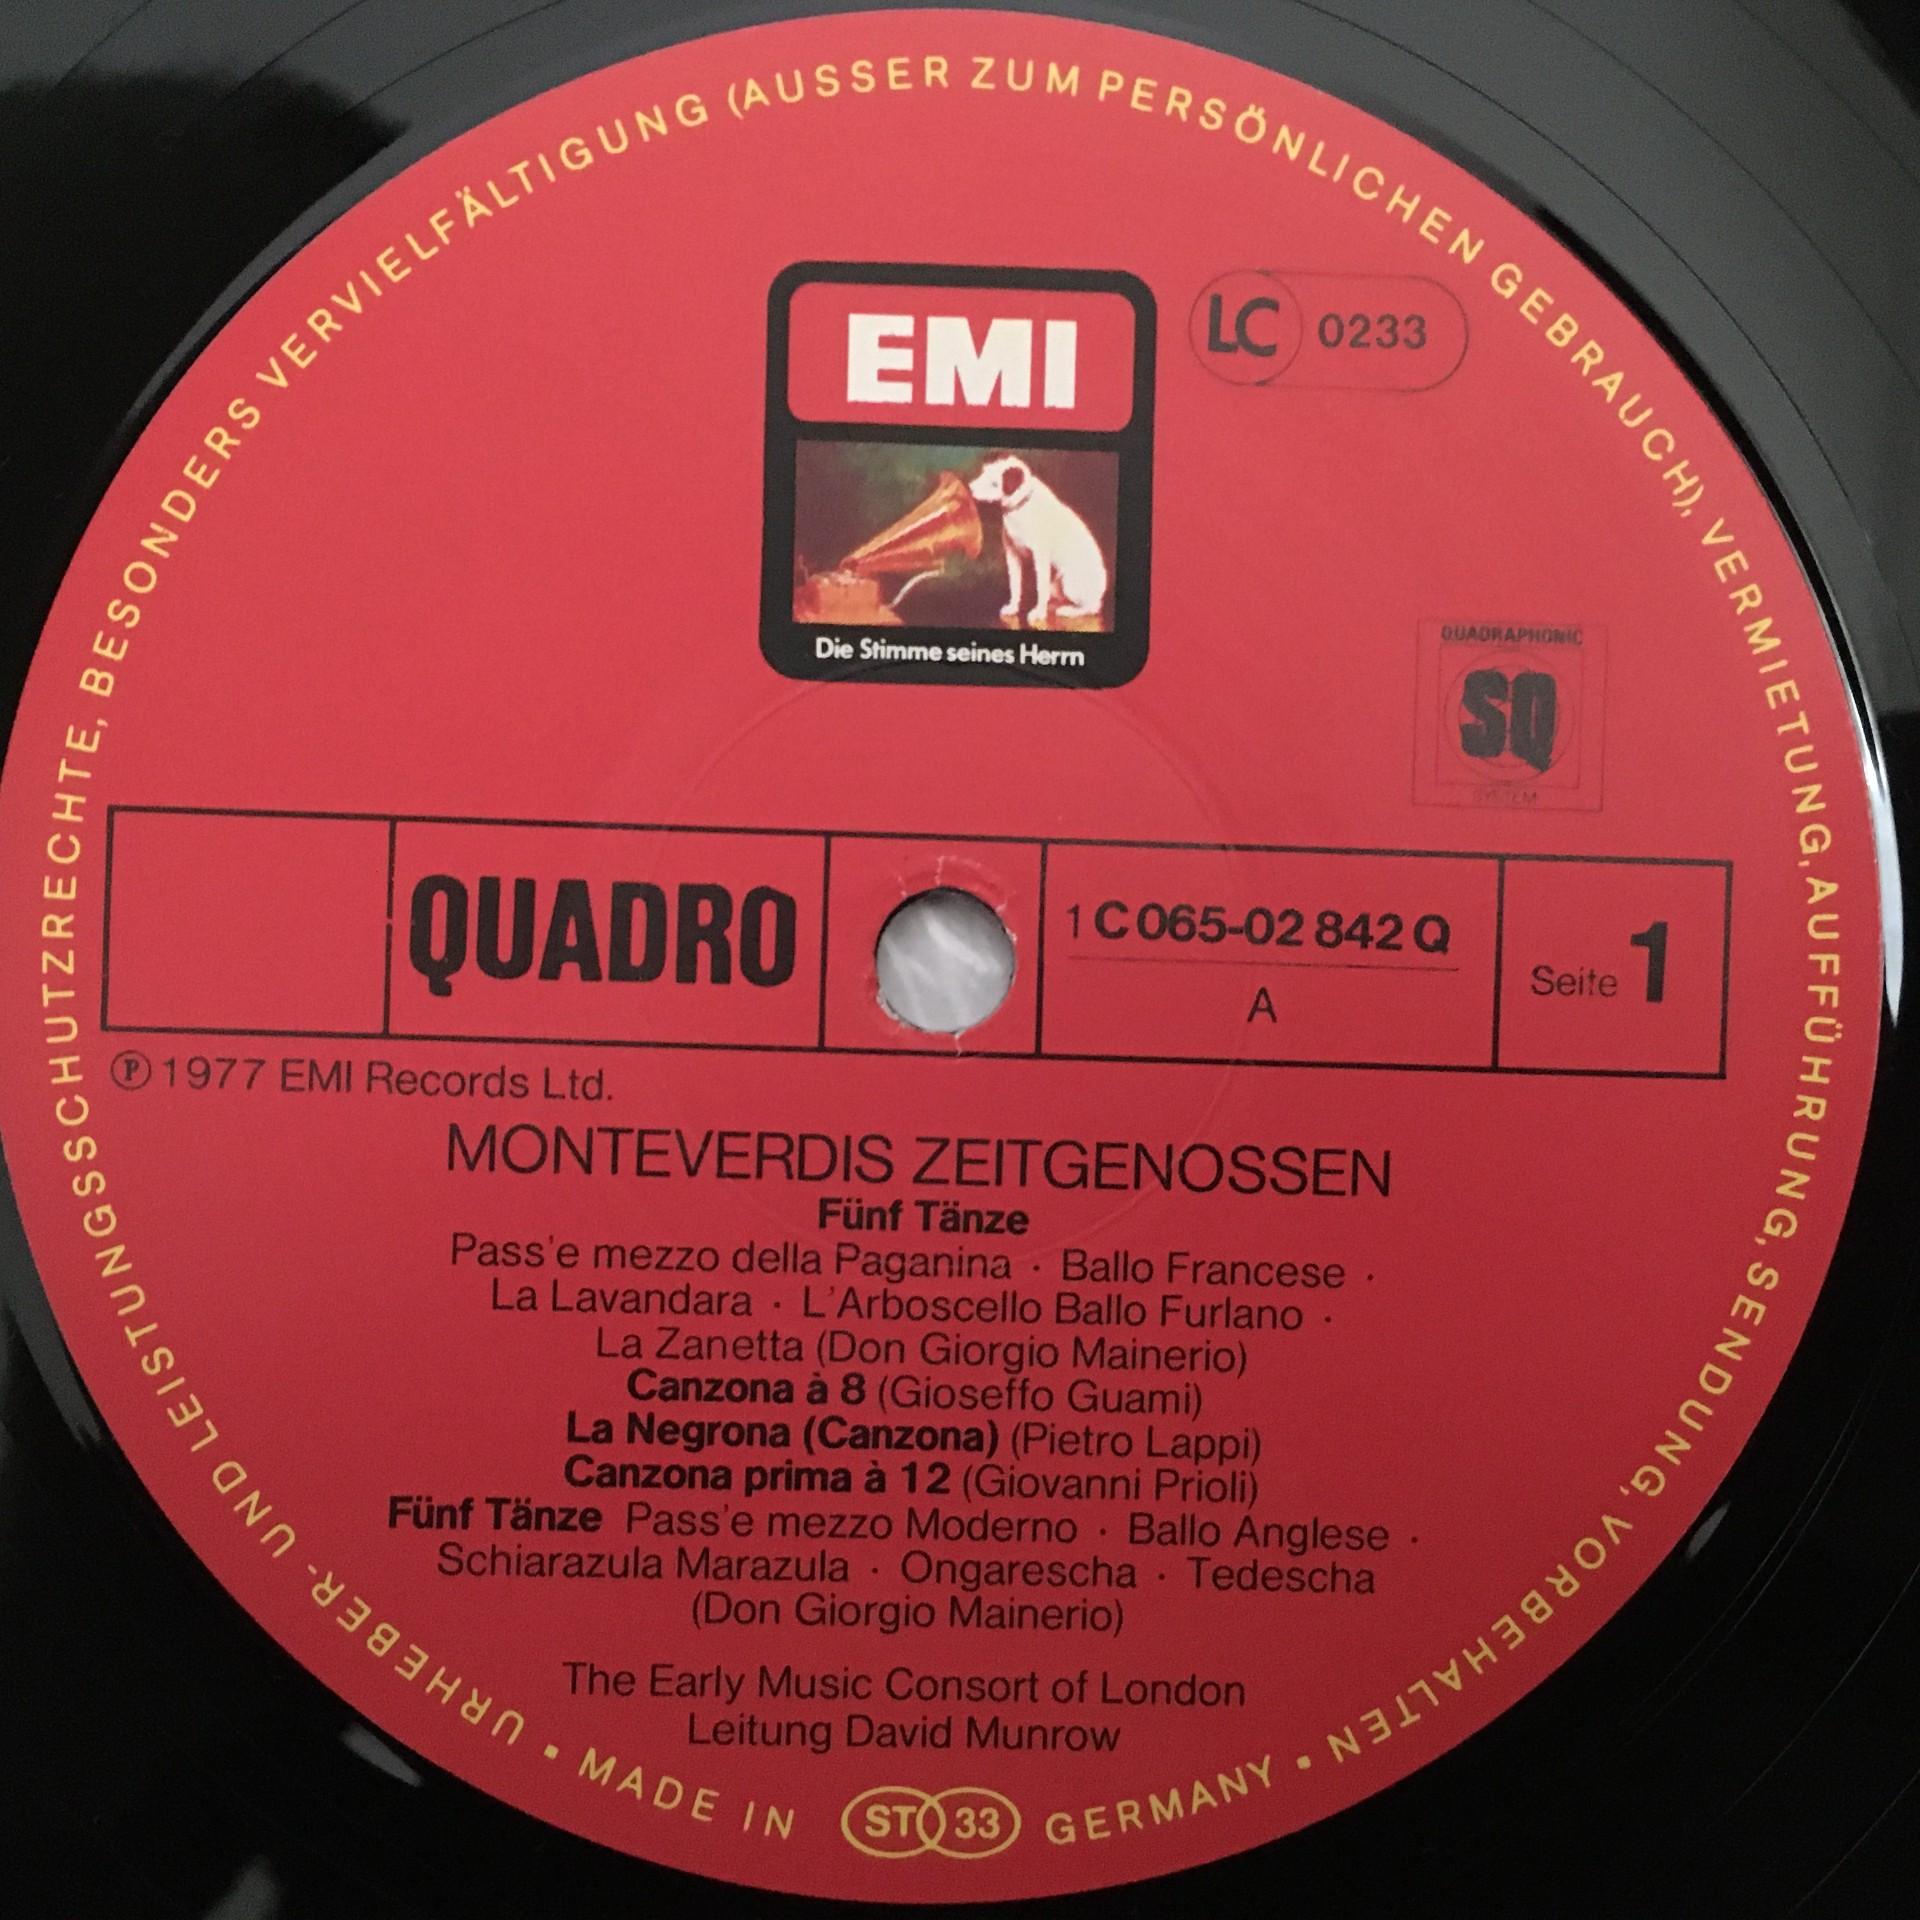 URHEBER- UND LEISTUNGSSCHUTZRECHTE, BESONDERS VERVIELFÄLTIGUNG (AUSSER ZUM PERSÖNLICHEN GEBRAUCH), VERMIETUNG, AUFFÜHRUNG, SENDUNG, VORBEHALTEN
EMI
LC 0233
Die Stimme seines Herrn
QUADRAPHONIC
SQ
SYSTEM
QUADRO
1 C 065-02 842 Q
A
Seite 1
Ⓟ 1977 EMI Records Ltd.
MONTEVERDIS ZEITGENOSSEN
Fünf Tänze
Pass'e mezzo della Paganina · Ballo Francese ·
La Lavandara · L'Arboscello Ballo Furlano ·
La Zanetta (Don Giorgio Mainerio)
Canzona à 8 (Gioseffo Guami)
La Negrona (Canzona) (Pietro Lappi)
Canzona prima à 12 (Giovanni Prioli)
Fünf Tänze Pass'e mezzo Moderno · Ballo Anglese ·
Schiarazula Marazula · Ongarescha · Tedescha
(Don Giorgio Mainerio)
The Early Music Consort of London
Leitung David Munrow
▪ MADE IN ST 33 GERMANY ▪